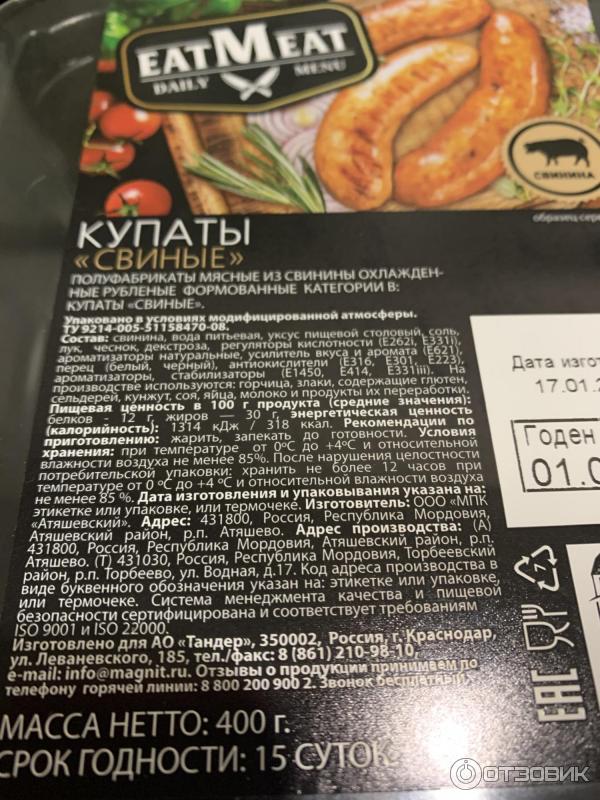 EATMEAT
DAILY MENU
СВИНИНА
КУПАТЫ
«СВИНЫЕ»
ПОЛУФАБРИКАТЫ МЯСНЫЕ ИЗ СВИНИНЫ ОХЛАЖДЕН-
НЫЕ РУБЛЕНЫЕ ФОРМОВАННЫЕ КАТЕГОРИИ В:
КУПАТЫ «СВИНЫЕ».
Упаковано в условиях модифицированной атмосферы.
ТУ 9214-005-51158470-08.
Состав: свинина, вода питьевая, уксус пищевой столовый, соль,
лук, чеснок, декстроза, регуляторы кислотности (E262i, E331i),
ароматизаторы натуральные, усилитель вкуса и аромата (E621),
перец (белый, черный), антиокислители (E316, E301, E223),
ароматизаторы, стабилизаторы (E1450, E414, E331iii). На
производстве используются: горчица, злаки, содержащие глютен,
сельдерей, кунжут, соя, яйца, молоко и продукты их переработки.
Пищевая ценность в 100 г продукта (средние значения):
белков – 12 г, жиров — 30 г, энергетическая ценность
(калорийность): 1314 кДж / 318 ккал. Рекомендации по
приготовлению: жарить, запекать до готовности. Условия
хранения: при температуре от 0°C до +4°C и относительной
влажности воздуха не менее 85%. После нарушения целостности
потребительской упаковки: хранить не более 12 часов при
температуре от 0 °C до +4 °C и относительной влажности воздуха
не менее 85 %. Дата изготовления и упаковывания указана на:
этикетке или упаковке, или термочеке. Изготовитель: ООО «МПК
«Атяшевский». Адрес: 431800, Россия, Республика Мордовия,
Атяшевский район, р.п. Атяшево. Адрес производства: (А)
431800, Россия, Республика Мордовия, Атяшевский район, р.п.
Атяшево. (Т) 431030, Россия, Республика Мордовия, Торбеевский
район, р.п. Торбеево, ул. Водная, д.17. Код адреса производства в
виде буквенного обозначения указан на: этикетке или упаковке,
или термочеке. Система менеджмента качества и пищевой
безопасности сертифицирована и соответствует требованиям
ISO 9001 и ISO 22000.
Изготовлено для АО «Тандер», 350002, Россия, г. Краснодар,
ул. Леваневского, 185, тел./факс: 8 (861) 210-98-10,
e-mail: info@magnit.ru. Отзывы о продукции принимаем по
телефону горячей линии: 8 800 200 900 2. Звонок бесплатный.
МАССА НЕТТО: 400 г.
СРОК ГОДНОСТИ: 15 СУТОК
Дата изгот
17.01.2
Годен
01.0
7
EAC
ОТЗОВИК